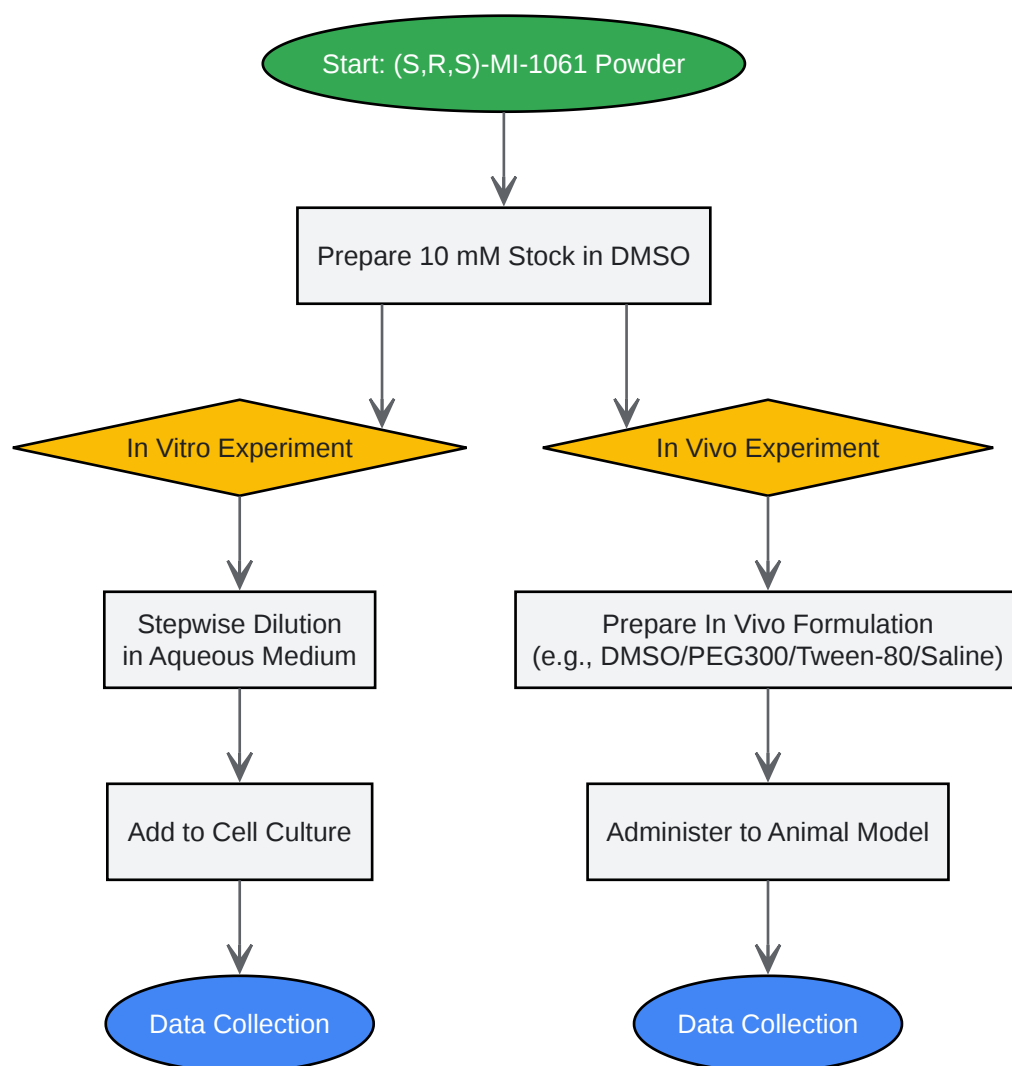 Start: (S,R,S)-MI-1061 Powder
Prepare 10 mM Stock in DMSO
In Vitro Experiment
In Vivo Experiment
Stepwise Dilution
in Aqueous Medium
Prepare In Vivo Formulation
(e.g., DMSO/PEG300/Tween-80/Saline)
Add to Cell Culture
Administer to Animal Model
Data Collection
Data Collection